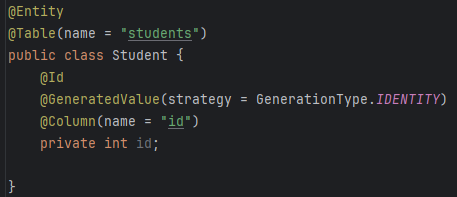 @Entity
@Table(name = "students")
public class Student {
    @Id
    @GeneratedValue(strategy = GenerationType.IDENTITY)
    @Column(name = "id")
    private int id;

}